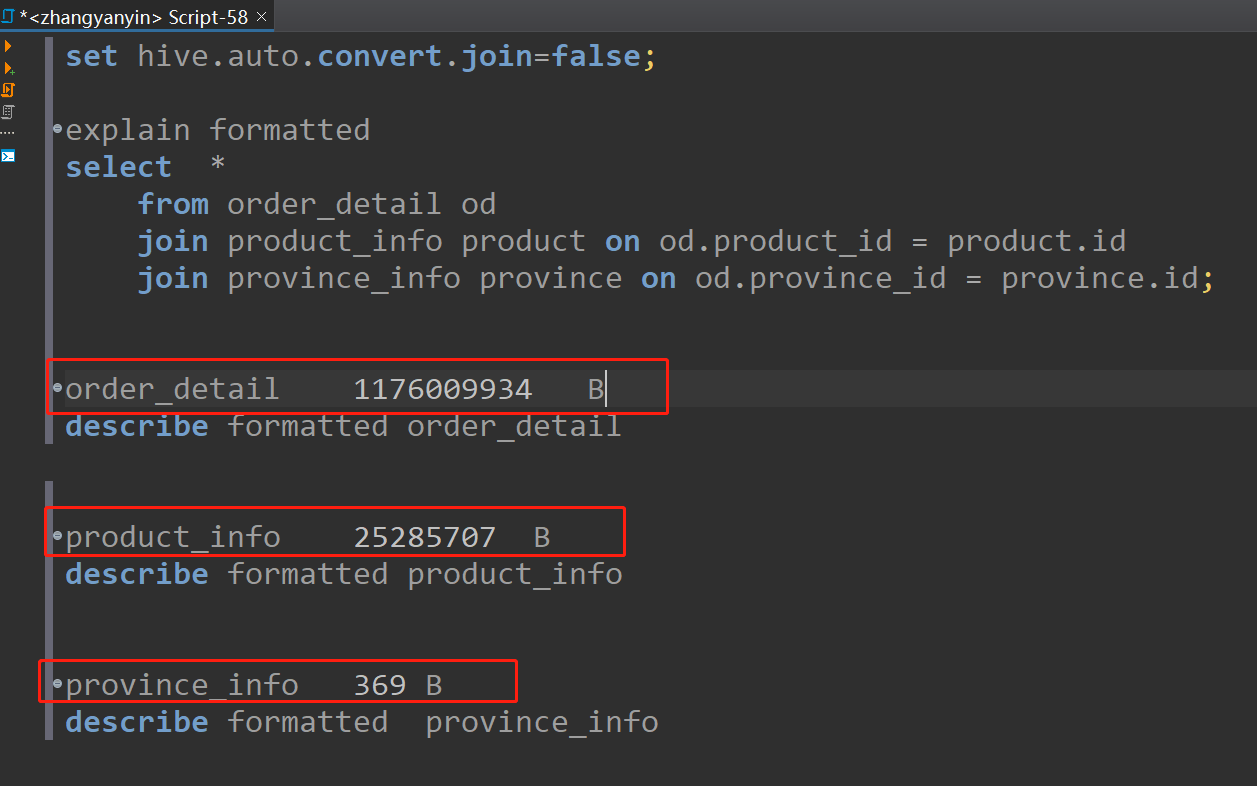 *<zhangyanyin> Script-58
set hive.auto.convert.join=false;
explain formatted
select  *
from order_detail od
join product_info product on od.product_id = product.id
join province_info province on od.province_id = province.id;
order_detail    1176009934   B
describe formatted order_detail
product_info    25285707  B
describe formatted product_info
province_info   369 B
describe formatted  province_info